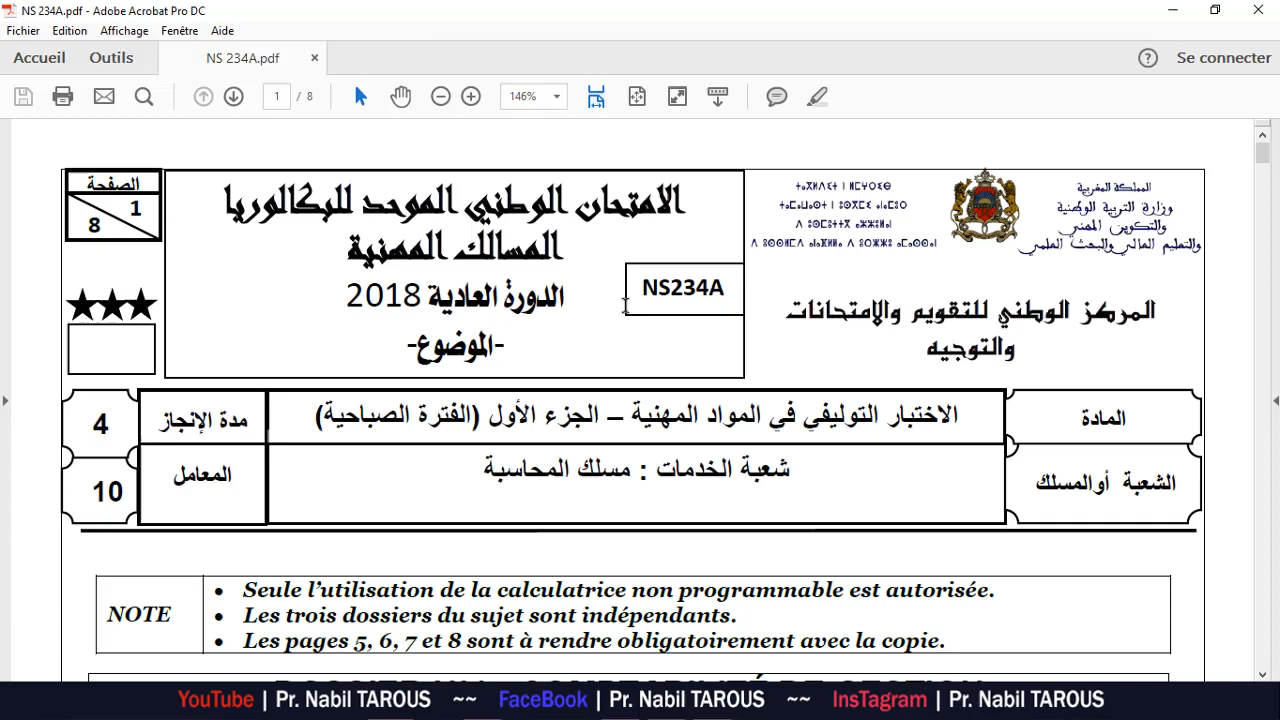 NS 234A.pdf - Adobe Acrobat Pro DC
Fichier Edition Affichage Fenêtre Aide
Accueil Outils NS 234A.pdf × Se connecter
1 / 8 146%
الصفحة
1
8
الامتحان الوطني الموحد للبكالوريا
المسالك المهنية
الدورة العادية 2018
-الموضوع-
NS234A
المملكة المغربية
وزارة التربية الوطنية
والتكوين المهني
والتعليم العالي والبحث العلمي
المركز الوطني للتقويم والامتحانات
والتوجيه
المادة
الاختبار التوليفي في المواد المهنية – الجزء الأول (الفترة الصباحية)
مدة الإنجاز
4
الشعبة أوالمسلك
شعبة الخدمات : مسلك المحاسبة
المعامل
10
NOTE
• Seule l’utilisation de la calculatrice non programmable est autorisée.
• Les trois dossiers du sujet sont indépendants.
• Les pages 5, 6, 7 et 8 sont à rendre obligatoirement avec la copie.
YouTube | Pr. Nabil TAROUS ~~ FaceBook | Pr. Nabil TAROUS ~~ InsTagram | Pr. Nabil TAROUS